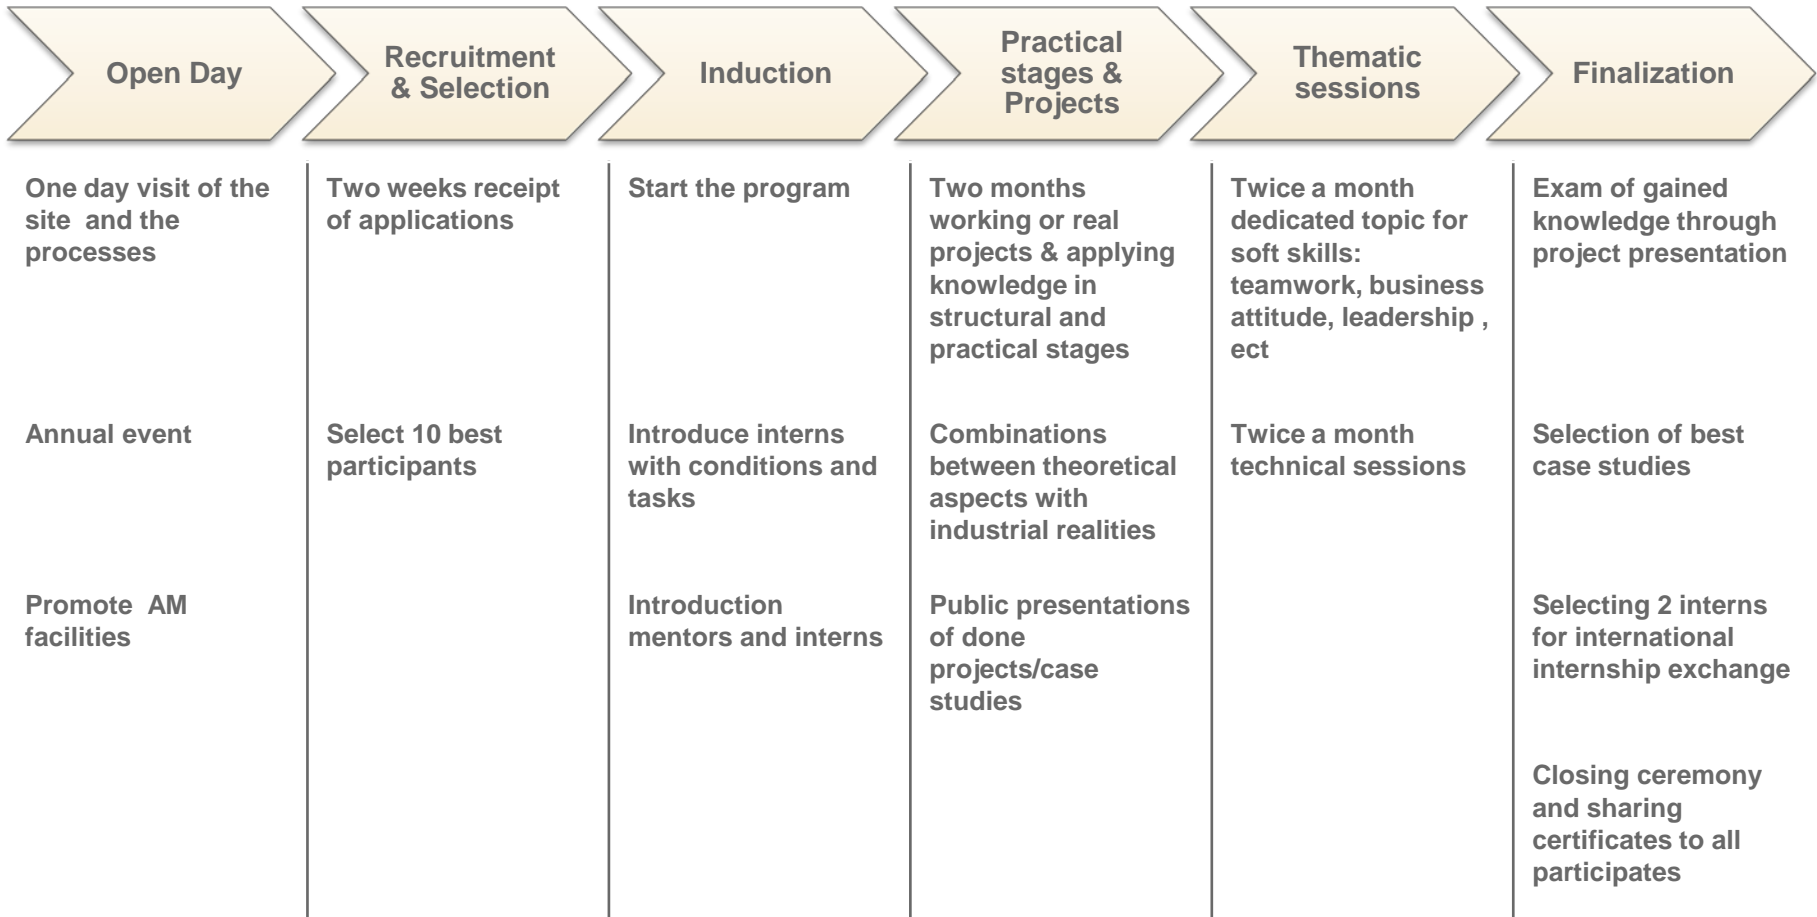 Open Day
Recruitment
& Selection
Induction
Practical
stages &
Projects
Thematic
sessions
Finalization
One day visit of the
site and the
processes
Annual event
Promote AM
facilities
Two weeks receipt
of applications
Select 10 best
participants
Start the program
Introduce interns
with conditions and
tasks
Introduction
mentors and interns
Two months
working or real
projects & applying
knowledge in
structural and
practical stages
Combinations
between theoretical
aspects with
industrial realities
Public presentations
of done
projects/case
studies
Twice a month
dedicated topic for
soft skills:
teamwork, business
attitude, leadership ,
ect
Twice a month
technical sessions
Exam of gained
knowledge through
project presentation
Selection of best
case studies
Selecting 2 interns
for international
internship exchange
Closing ceremony
and sharing
certificates to all
participates